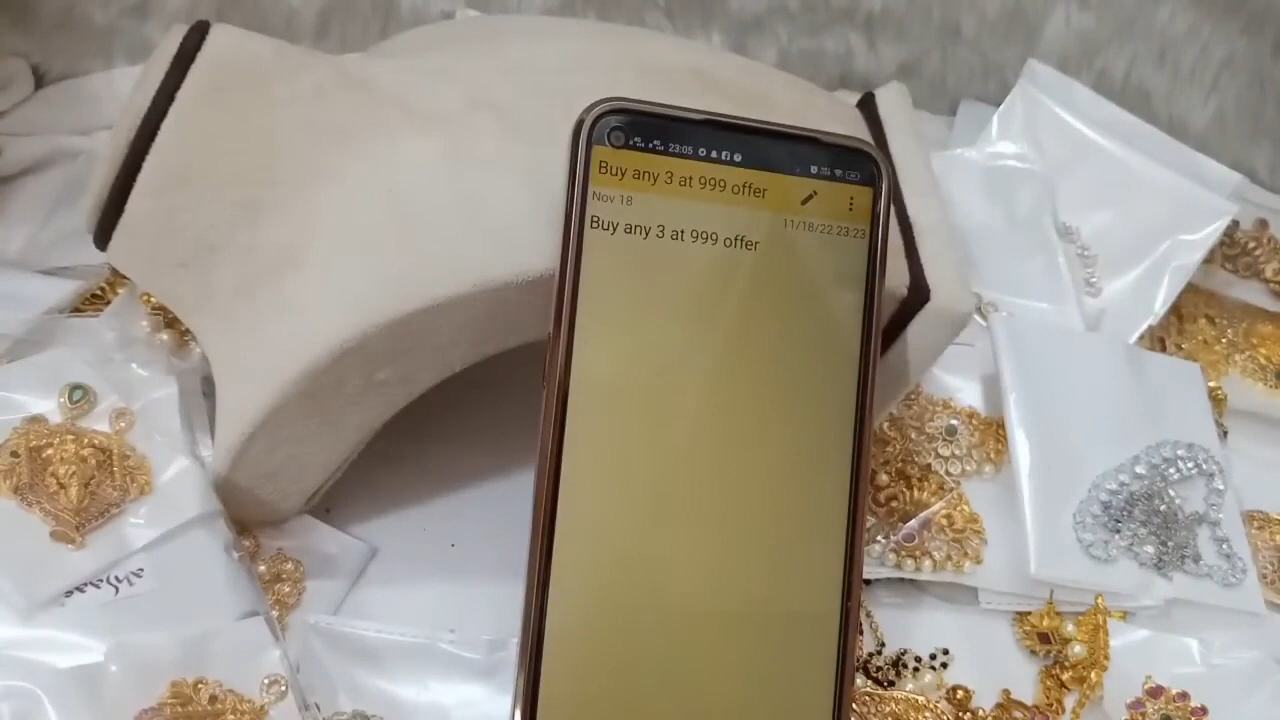 23:05
Buy any 3 at 999 offer
Nov 18
11/18/22 23:23
Buy any 3 at 999 offer